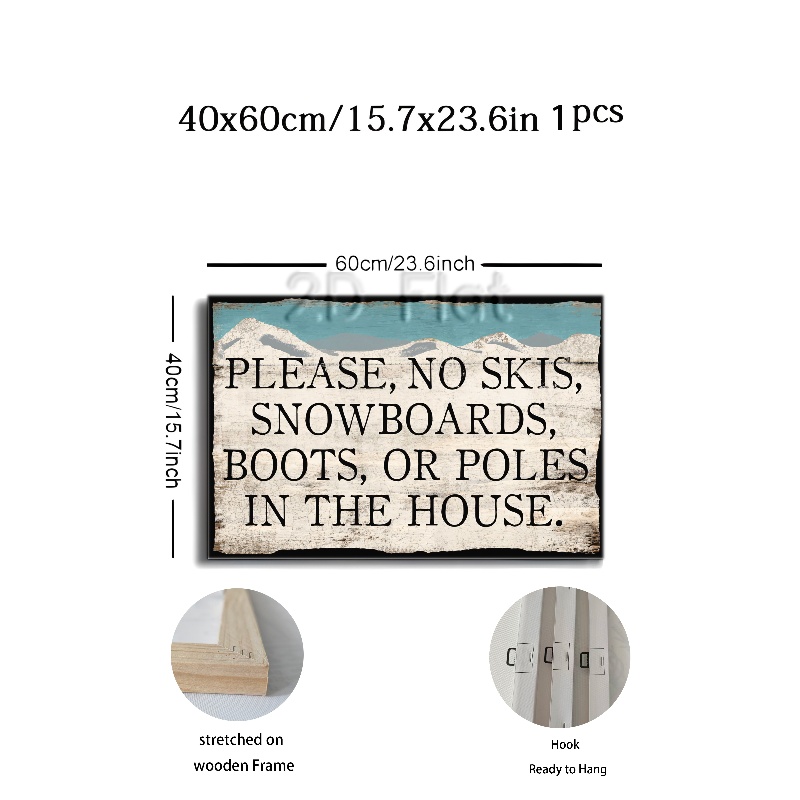 40x60cm/15.7x23.6in 1pcs
60cm/23.6inch
2D Flat
40cm/15.7inch
PLEASE, NO SKIS,
SNOWBOARDS,
BOOTS, OR POLES
IN THE HOUSE.
stretched on
wooden Frame
Hook
Ready to Hang